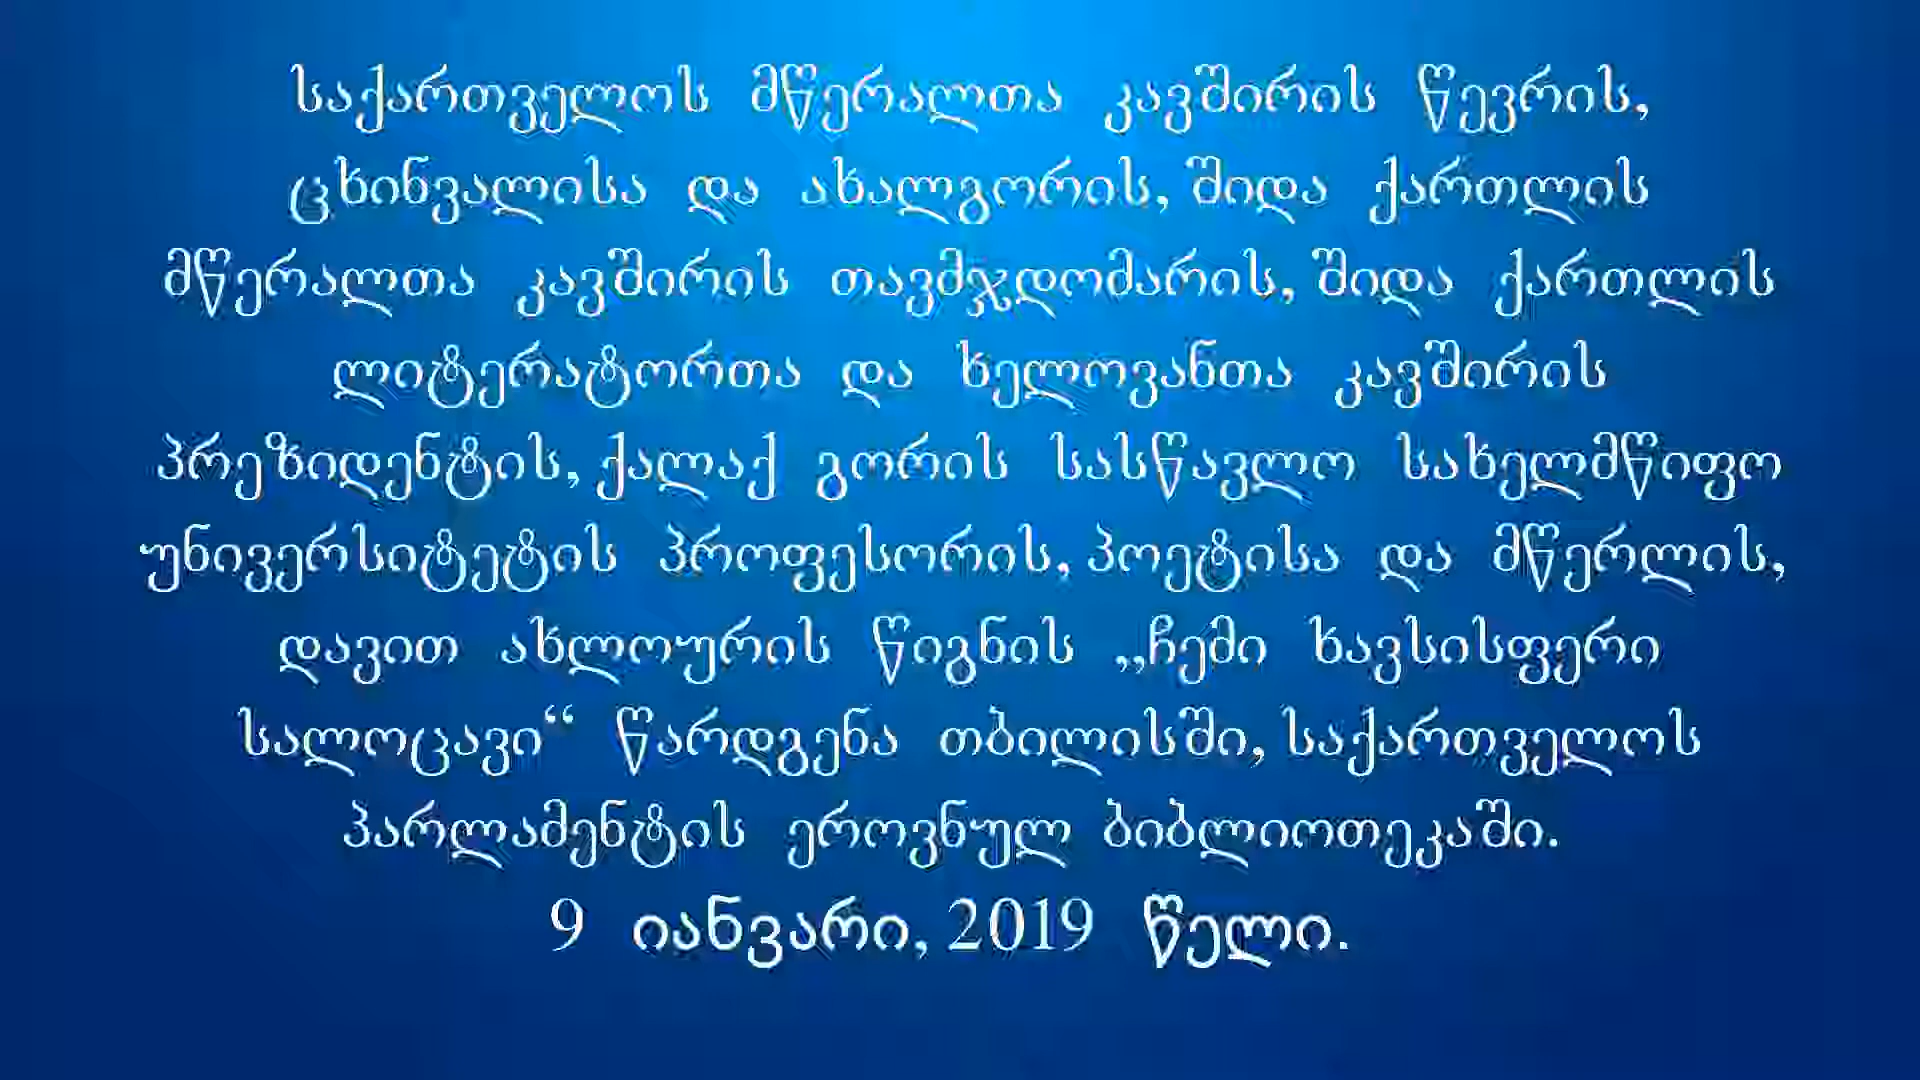 საქართველოს მწერალთა კავშირის წევრის,
ცხინვალისა და ახალგორის, შიდა ქართლის
მწერალთა კავშირის თავმჯდომარის, შიდა ქართლის
ლიტერატორთა და ხელოვანთა კავშირის
პრეზიდენტის, ქალაქ გორის სასწავლო სახელმწიფო
უნივერსიტეტის პროფესორის, პოეტისა და მწერლის,
დავით ახლოურის წიგნის „ჩემი ხავსისფერი
სალოცავი“ წარდგენა თბილისში, საქართველოს
პარლამენტის ეროვნულ ბიბლიოთეკაში.
9 იანვარი, 2019 წელი.